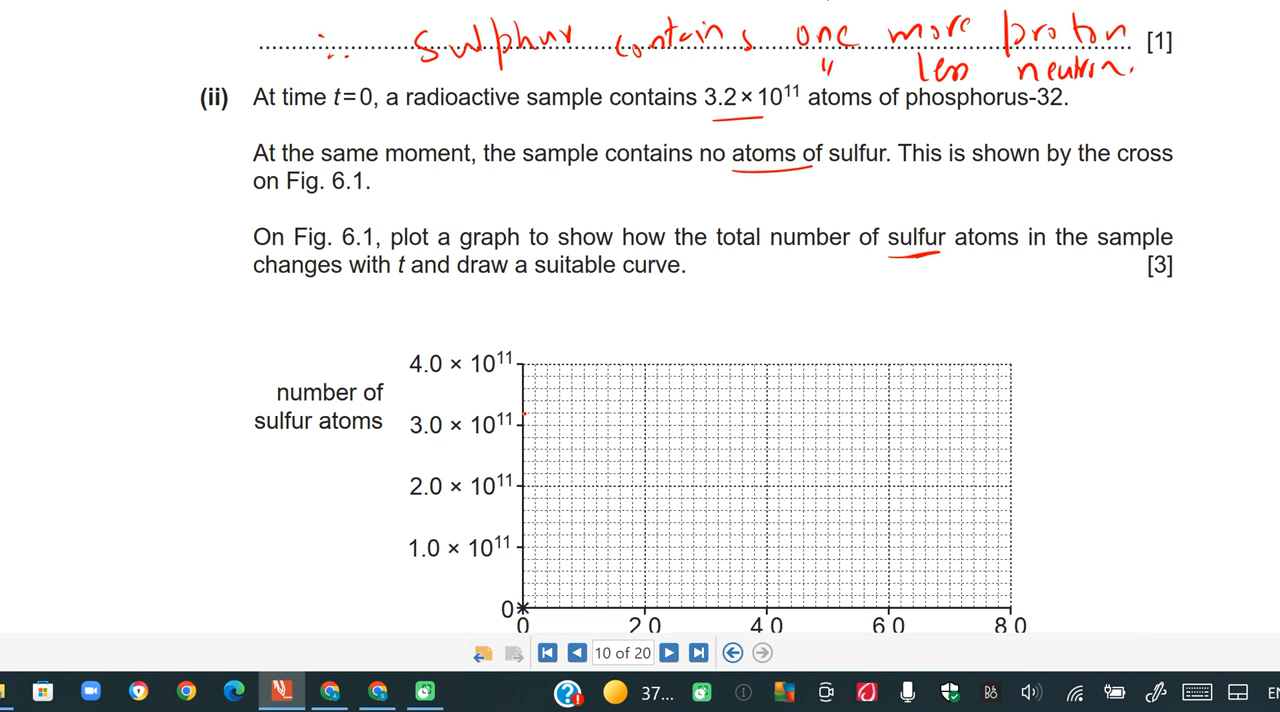 ∴ Sulphur contains one more proton [1]
" less neutron.
(ii) At time t = 0, a radioactive sample contains 3.2 × 10¹¹ atoms of phosphorus-32.
At the same moment, the sample contains no atoms of sulfur. This is shown by the cross
on Fig. 6.1.
On Fig. 6.1, plot a graph to show how the total number of sulfur atoms in the sample
changes with t and draw a suitable curve. [3]
4.0 × 10¹¹
number of
sulfur atoms
3.0 × 10¹¹
2.0 × 10¹¹
1.0 × 10¹¹
0
0 20 40 60 80
10 of 20
37...
EN